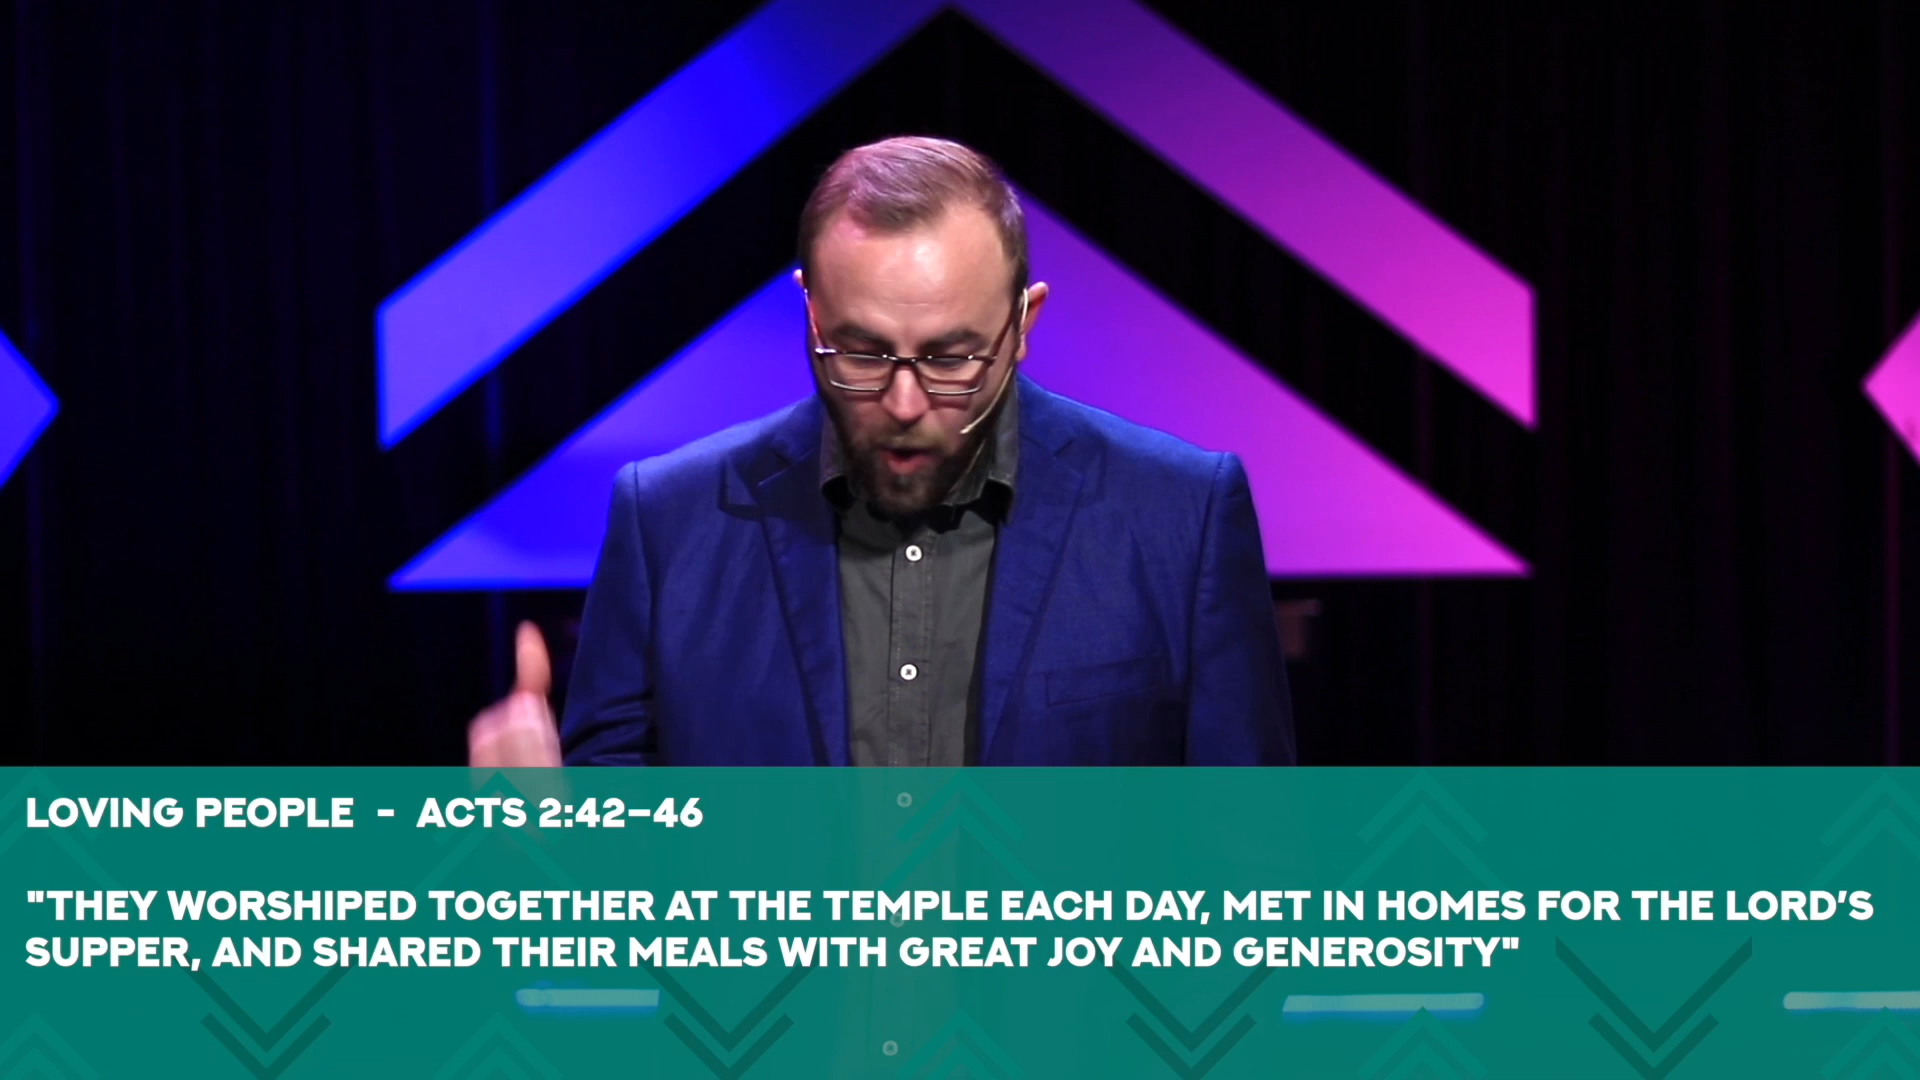 LOVING PEOPLE - ACTS 2:42–46
"THEY WORSHIPED TOGETHER AT THE TEMPLE EACH DAY, MET IN HOMES FOR THE LORD'S
SUPPER, AND SHARED THEIR MEALS WITH GREAT JOY AND GENEROSITY"